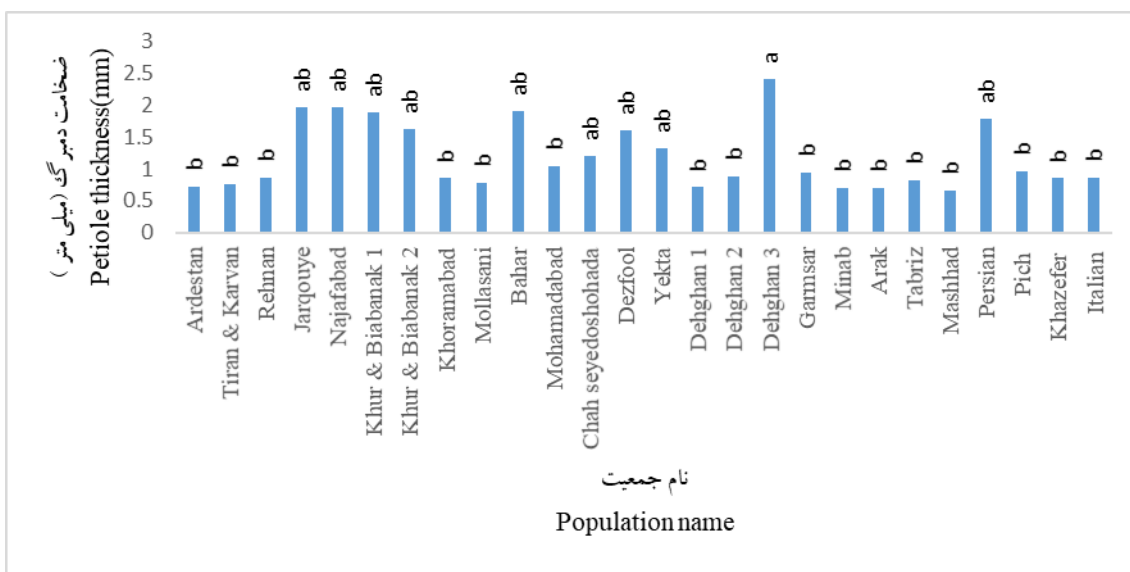 ضخامت دمبرگ (میلی متر )
Petiole thickness(mm)
3
2.5
2
1.5
1
0.5
0
b
b
b
ab
ab
ab
ab
b
b
ab
b
ab
ab
ab
b
b
a
b
b
b
b
b
ab
b
b
b
Ardestan
Tiran & Karvan
Rehnan
Jarqouye
Najafabad
Khur & Biabanak 1
Khur & Biabanak 2
Khoramabad
Mollasani
Bahar
Mohamadabad
Chah seyedoshohada
Dezfool
Yekta
Dehghan 1
Dehghan 2
Dehghan 3
Garmsar
Minab
Arak
Tabriz
Mashhad
Persian
Pich
Khazefer
Italian
نام جمعیت
Population name